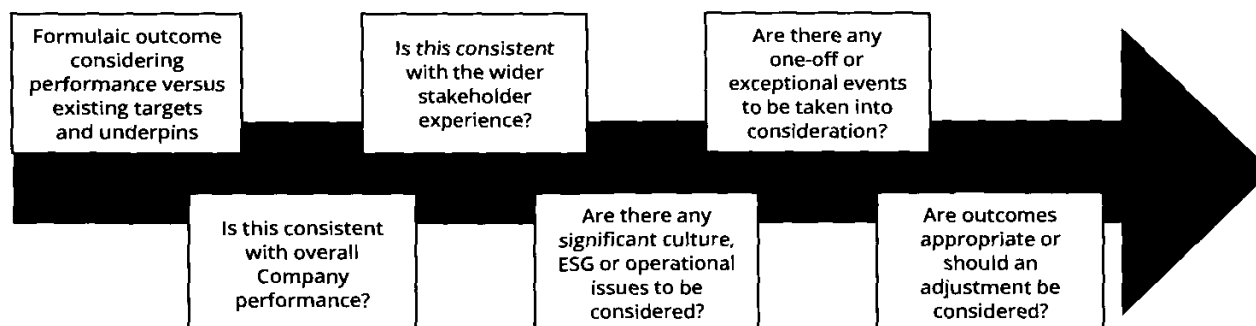 Formulaic outcome
considering
performance versus
existing targets
and underpins
Is this consistent
with overall
Company
performance?
Is this consistent
with the wider
stakeholder
experience?
Are there any
significant culture,
ESG or operational
issues to be
considered?
Are there any
one-off or
exceptional events
to be taken into
consideration?
Are outcomes
appropriate or
should an
adjustment be
considered?